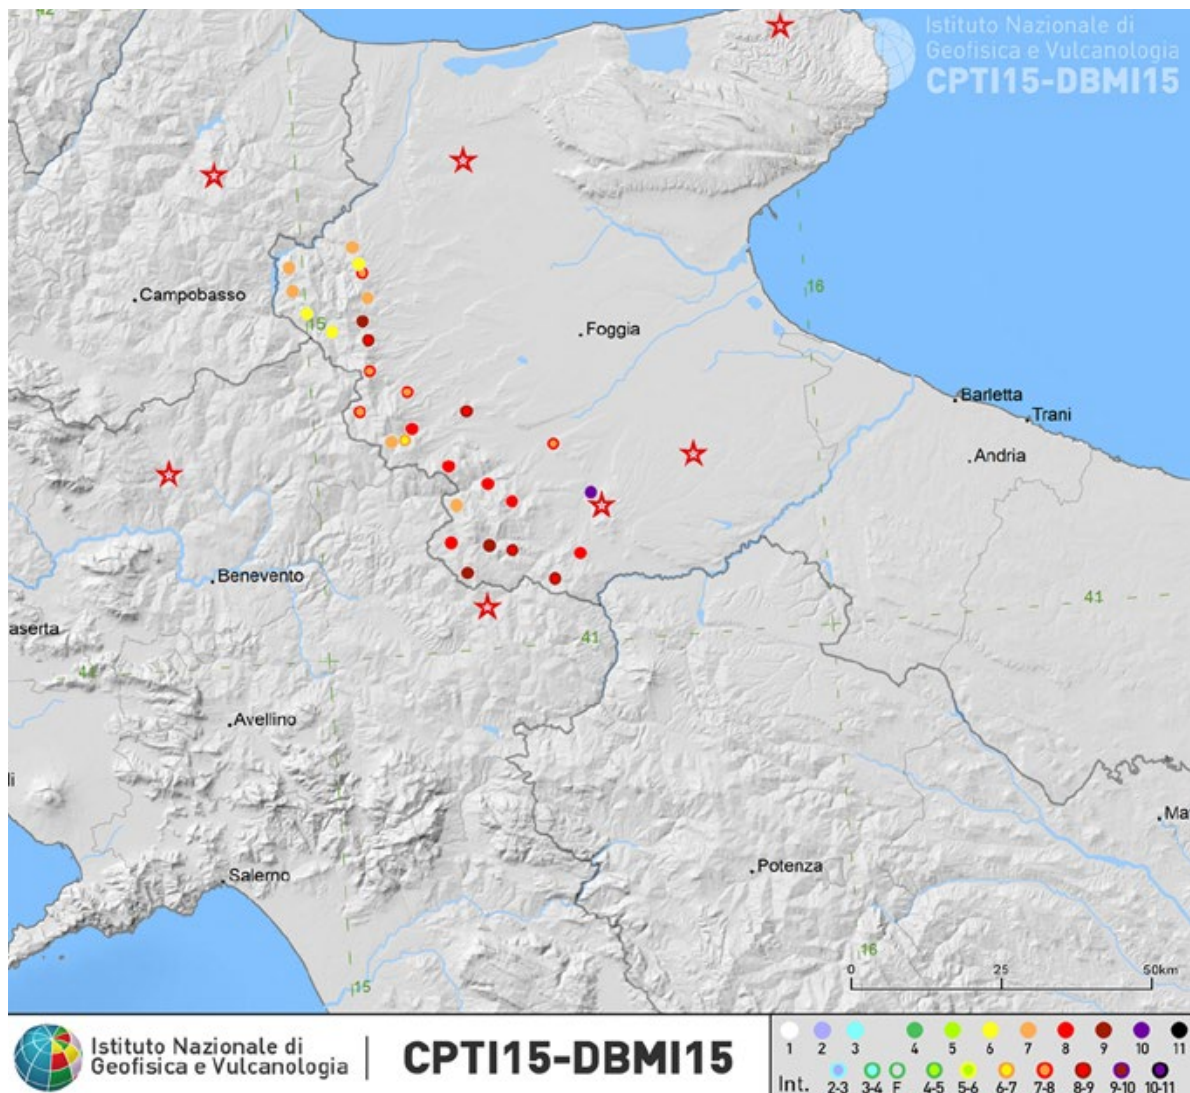 42
Istituto Nazionale di
Geofisica e Vulcanologia
CPTI15-DBMI15
16
Campobasso
15
Foggia
Barletta
Trani
Andria
Benevento
41
aserta
41
Avellino
li
Ma
Potenza
Salerno
16
15
0 25 50km
Istituto Nazionale di
Geofisica e Vulcanologia
CPTI15-DBMI15
1 2 3 4 5 6 7 8 9 10 11
Int. 2-3 3-4 F 4-5 5-6 6-7 7-8 8-9 9-10 10-11